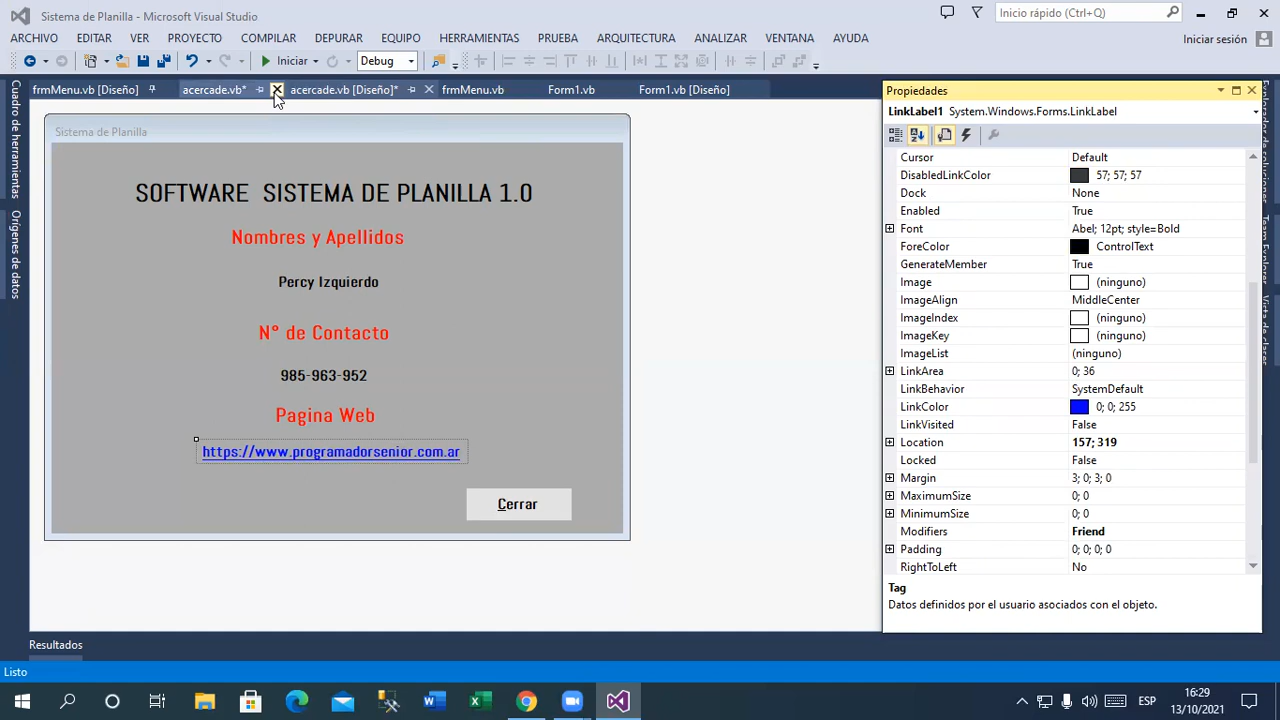 Sistema de Planilla - Microsoft Visual Studio
Inicio rápido (Ctrl+Q)
ARCHIVO EDITAR VER PROYECTO COMPILAR DEPURAR EQUIPO HERRAMIENTAS PRUEBA ARQUITECTURA ANALIZAR VENTANA AYUDA
Iniciar sesión
Iniciar Debug
frmMenu.vb [Diseño] acercade.vb* acercade.vb [Diseño]* frmMenu.vb Form1.vb Form1.vb [Diseño]
Cuadro de herramientas
Orígenes de datos
Sistema de Planilla
SOFTWARE SISTEMA DE PLANILLA 1.0
Nombres y Apellidos
Percy Izquierdo
N° de Contacto
985-963-952
Pagina Web
https://www.programadorsenior.com.ar
Cerrar
Propiedades
LinkLabel1 System.Windows.Forms.LinkLabel
Cursor Default
DisabledLinkColor 57; 57; 57
Dock None
Enabled True
Font Abel; 12pt; style=Bold
ForeColor ControlText
GenerateMember True
Image (ninguno)
ImageAlign MiddleCenter
ImageIndex (ninguno)
ImageKey (ninguno)
ImageList (ninguno)
LinkArea 0; 36
LinkBehavior SystemDefault
LinkColor 0; 0; 255
LinkVisited False
Location 157; 319
Locked False
Margin 3; 0; 3; 0
MaximumSize 0; 0
MinimumSize 0; 0
Modifiers Friend
Padding 0; 0; 0; 0
RightToLeft No
Tag
Datos definidos por el usuario asociados con el objeto.
Resultados
Listo
ESP
16:29
13/10/2021